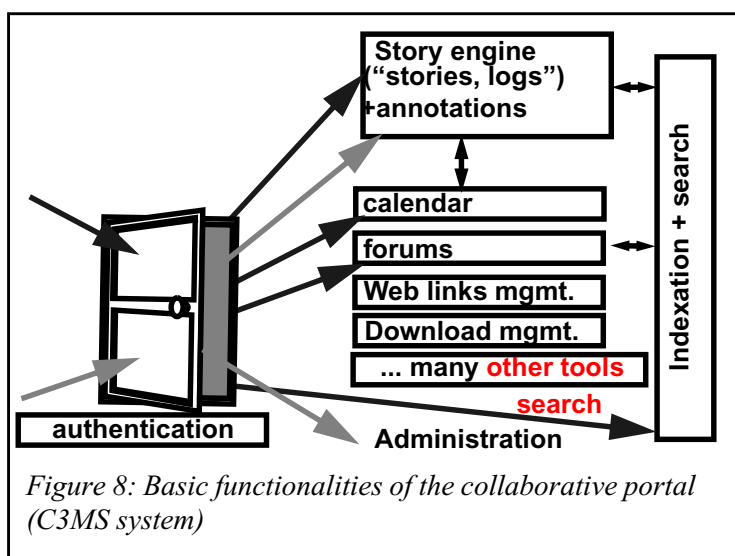 Story engine
(“stories, logs”)
+annotations
calendar
forums
Web links mgmt.
Download mgmt.
... many other tools
search
authentication
Administration
Indexation + search
Figure 8: Basic functionalities of the collaborative portal
(C3MS system)